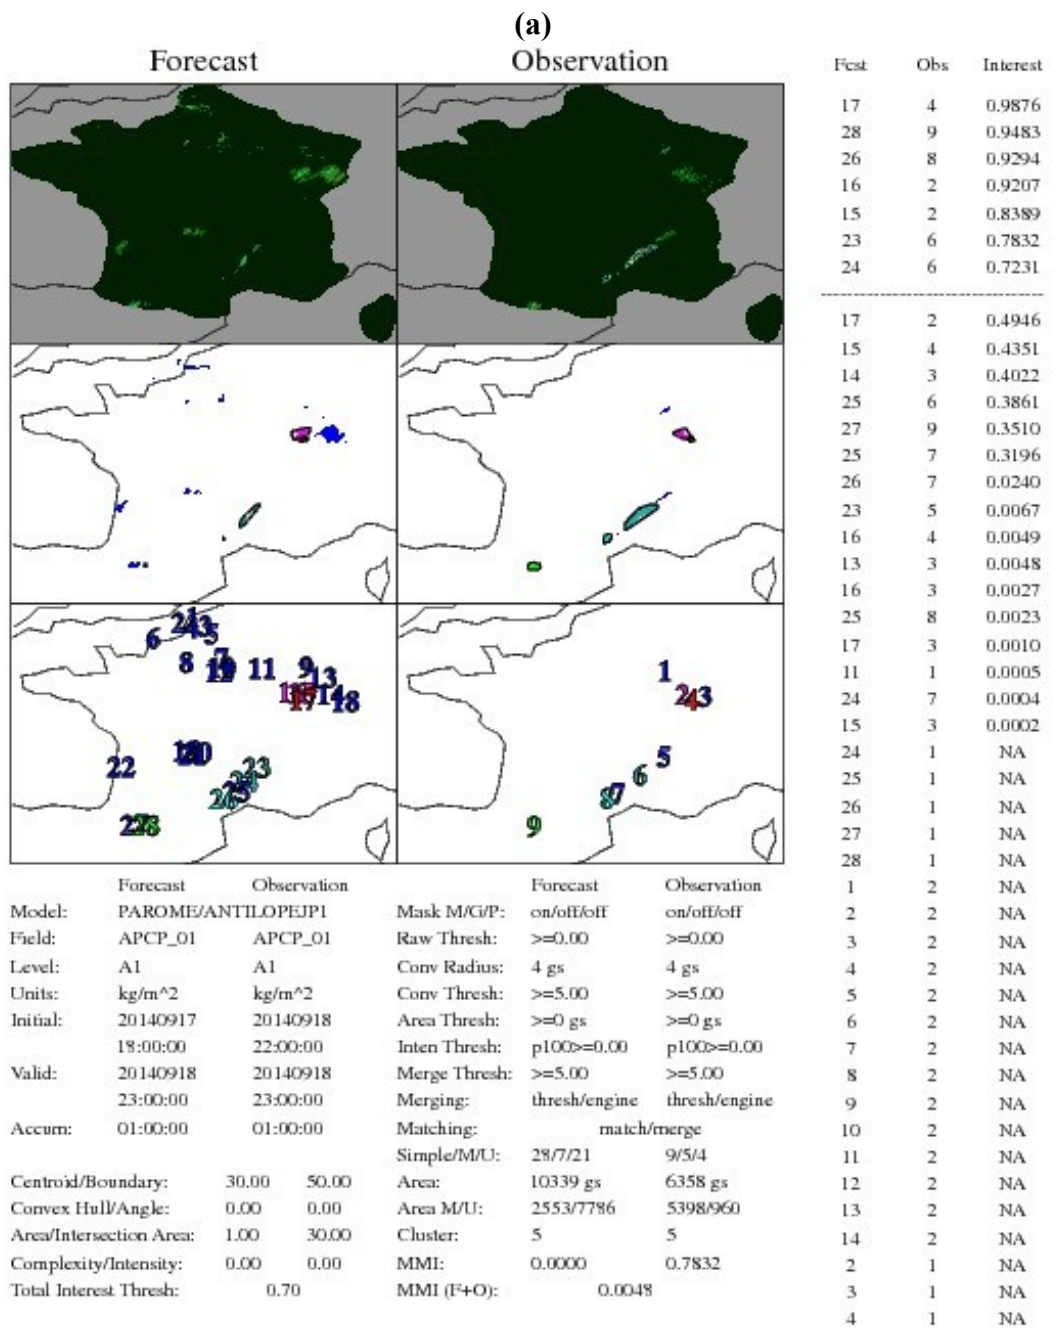 (a)
Forecast Observation
Fcst Obs Interest
17 4 0.9876
28 9 0.9483
26 8 0.9294
16 2 0.9207
15 2 0.8389
23 6 0.7832
24 6 0.7231
17 2 0.4946
15 4 0.4351
14 3 0.4022
25 6 0.3861
27 9 0.3510
25 7 0.3196
26 7 0.0240
23 5 0.0067
16 4 0.0049
13 3 0.0048
16 3 0.0027
25 8 0.0023
17 3 0.0010
11 1 0.0005
24 7 0.0004
15 3 0.0002
24 1 NA
25 1 NA
26 1 NA
27 1 NA
28 1 NA
1 2 NA
2 2 NA
3 2 NA
4 2 NA
5 2 NA
6 2 NA
7 2 NA
8 2 NA
9 2 NA
10 2 NA
11 2 NA
12 2 NA
13 2 NA
14 2 NA
2 1 NA
3 1 NA
4 1 NA
6 5
8 7 11 9 13
17 18
22 20 23
26 25
28
1
2 4 3
5
6
8 7
9
Forecast Observation
Model: PAROME/ANTILOPEJP1
Field: APCP_01 APCP_01
Level: A1 A1
Units: kg/m^2 kg/m^2
Initial: 20140917 20140918
18:00:00 22:00:00
Valid: 20140918 20140918
23:00:00 23:00:00
Accum: 01:00:00 01:00:00
Centroid/Boundary: 30.00 50.00
Convex Hull/Angle: 0.00 0.00
Area/Intersection Area: 1.00 30.00
Complexity/Intensity: 0.00 0.00
Total Interest Thresh: 0.70
Forecast Observation
Mask M/G/P: on/off/off on/off/off
Raw Thresh: >=0.00 >=0.00
Conv Radius: 4 gs 4 gs
Conv Thresh: >=5.00 >=5.00
Area Thresh: >=0 gs >=0 gs
Inten Thresh: p100>=0.00 p100>=0.00
Merge Thresh: >=5.00 >=5.00
Merging: thresh/engine thresh/engine
Matching: match/merge
Simple/M/U: 28/7/21 9/5/4
Area: 10339 gs 6358 gs
Area M/U: 2553/7786 5398/960
Cluster: 5 5
MMI: 0.0000 0.7832
MMI (F+O): 0.0048